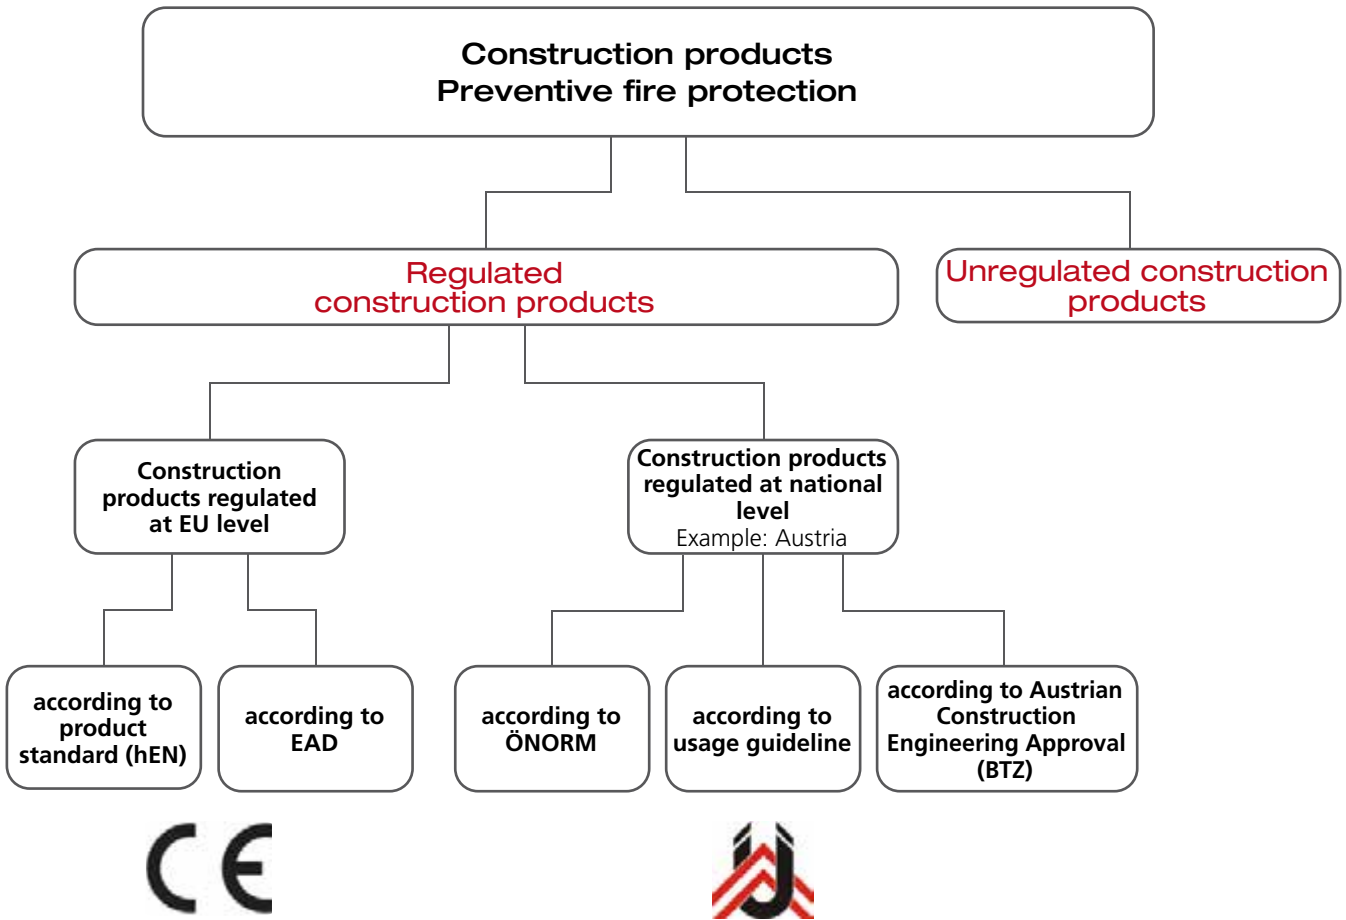 Construction products
Preventive fire protection
Regulated
construction products
Unregulated construction
products
Construction
products regulated
at EU level
Construction products
regulated at national
level
Example: Austria
according to
product
standard (hEN)
according to
EAD
according to
ÖNORM
according to
usage guideline
according to Austrian
Construction
Engineering Approval
(BTZ)
CE